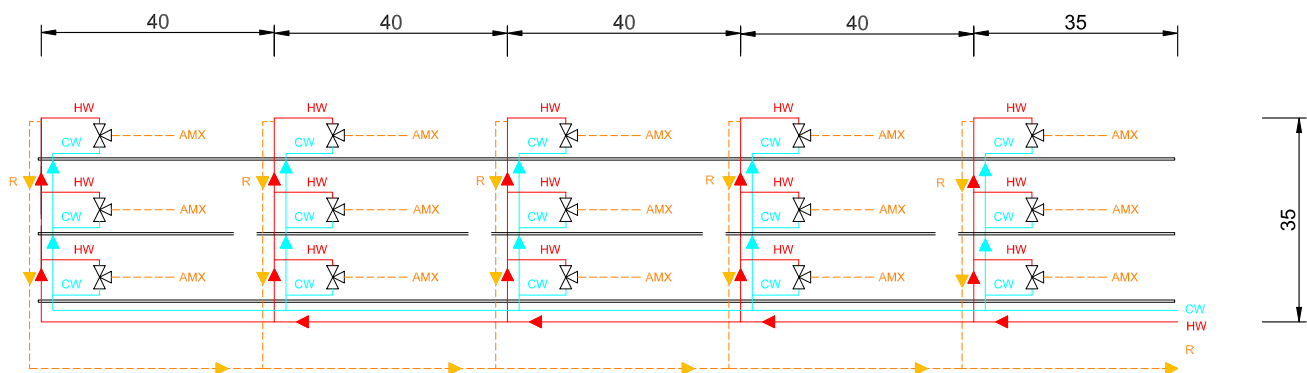 40 40 40 40 35
HW HW HW HW HW
CW AMX CW AMX CW AMX CW AMX CW AMX
R R R R R
HW HW HW HW HW
CW AMX CW AMX CW AMX CW AMX CW AMX
35
HW HW HW HW HW
CW AMX CW AMX CW AMX CW AMX CW AMX
CW
HW
R